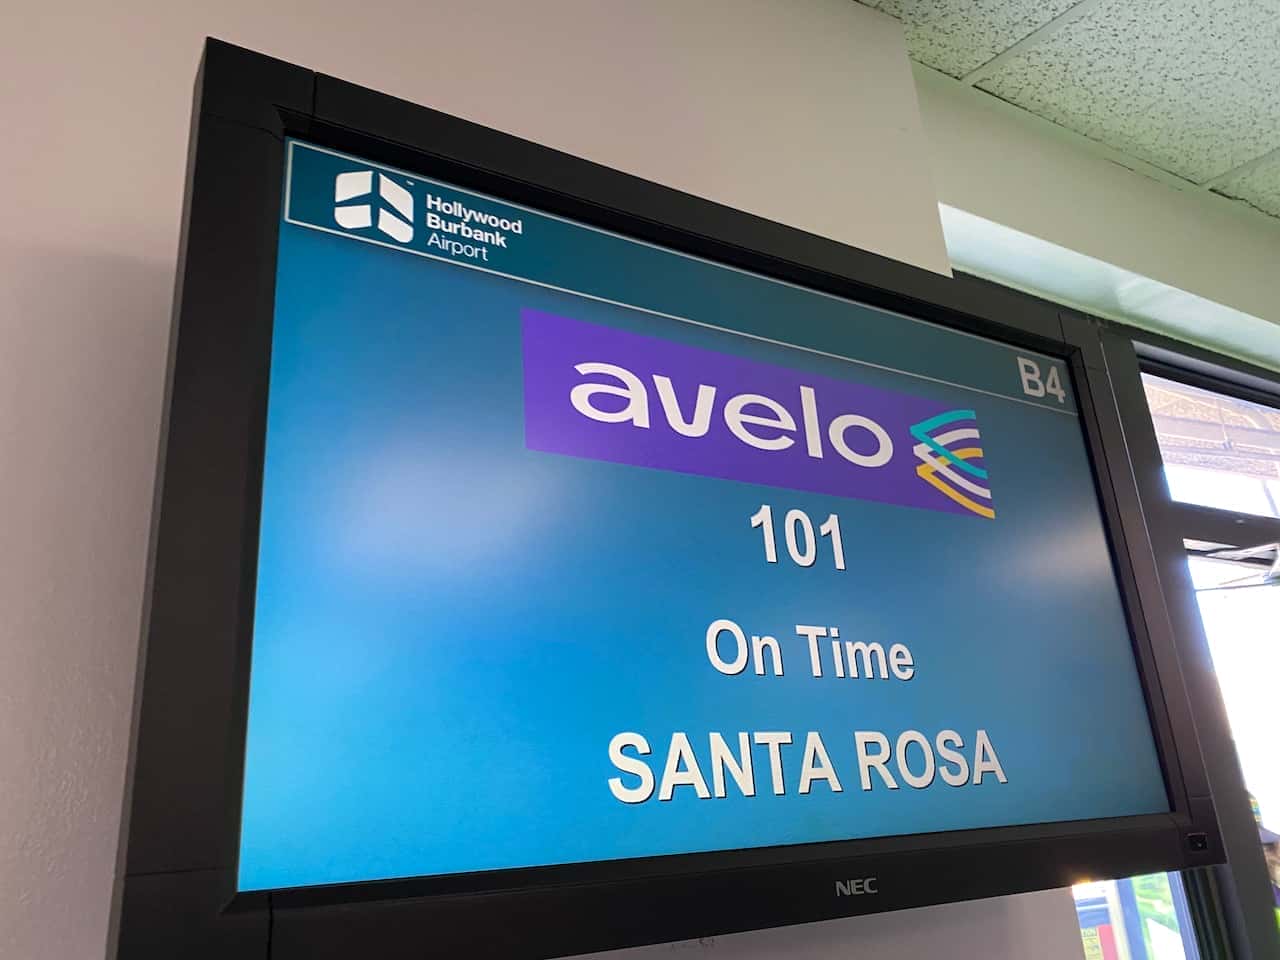 Hollywood
Burbank
Airport
B4
avelo
101
On Time
SANTA ROSA
NEC